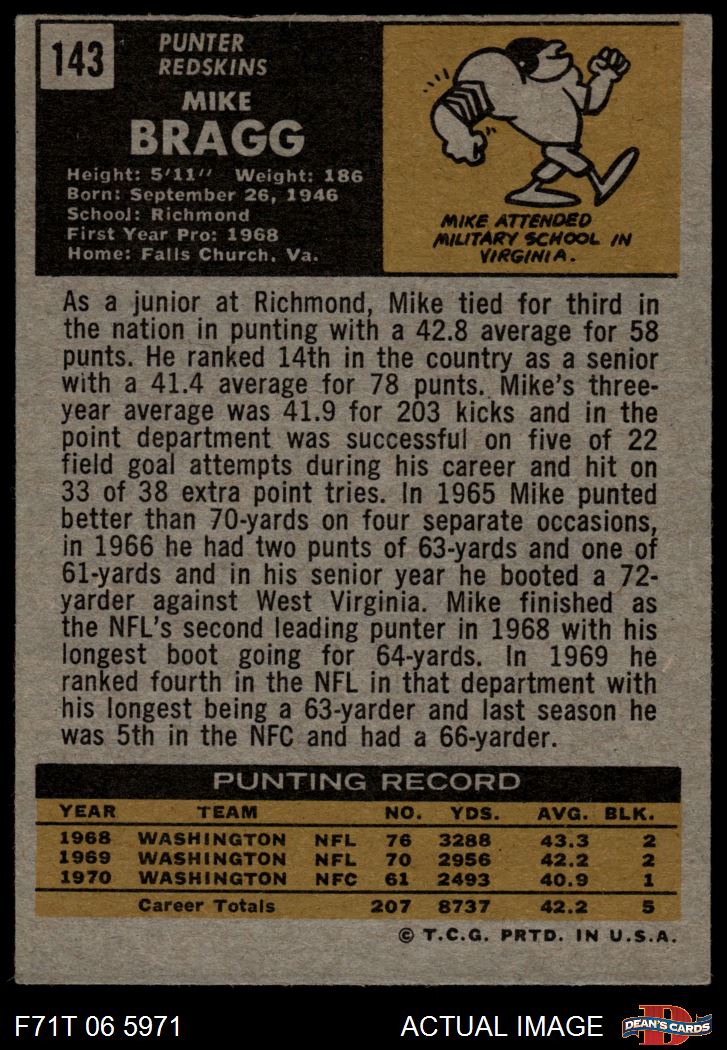 143
PUNTER
REDSKINS
MIKE
BRAGG
Height: 5'11" Weight: 186
Born: September 26, 1946
School: Richmond
First Year Pro: 1968
Home: Falls Church, Va.
MIKE ATTENDED
MILITARY SCHOOL IN
VIRGINIA.
As a junior at Richmond, Mike tied for third in
the nation in punting with a 42.8 average for 58
punts. He ranked 14th in the country as a senior
with a 41.4 average for 78 punts. Mike's three-
year average was 41.9 for 203 kicks and in the
point department was successful on five of 22
field goal attempts during his career and hit on
33 of 38 extra point tries. In 1965 Mike punted
better than 70-yards on four separate occasions,
in 1966 he had two punts of 63-yards and one of
61-yards and in his senior year he booted a 72-
yarder against West Virginia. Mike finished as
the NFL's second leading punter in 1968 with his
longest boot going for 64-yards. In 1969 he
ranked fourth in the NFL in that department with
his longest being a 63-yarder and last season he
was 5th in the NFC and had a 66-yarder.
PUNTING RECORD
YEAR TEAM NO. YDS. AVG. BLK.
1968 WASHINGTON NFL 76 3288 43.3 2
1969 WASHINGTON NFL 70 2956 42.2 2
1970 WASHINGTON NFC 61 2493 40.9 1
Career Totals 207 8737 42.2 5
© T.C.G. PRTD. IN U.S.A.
F71T 06 5971 ACTUAL IMAGE D DEAN'S CARDS